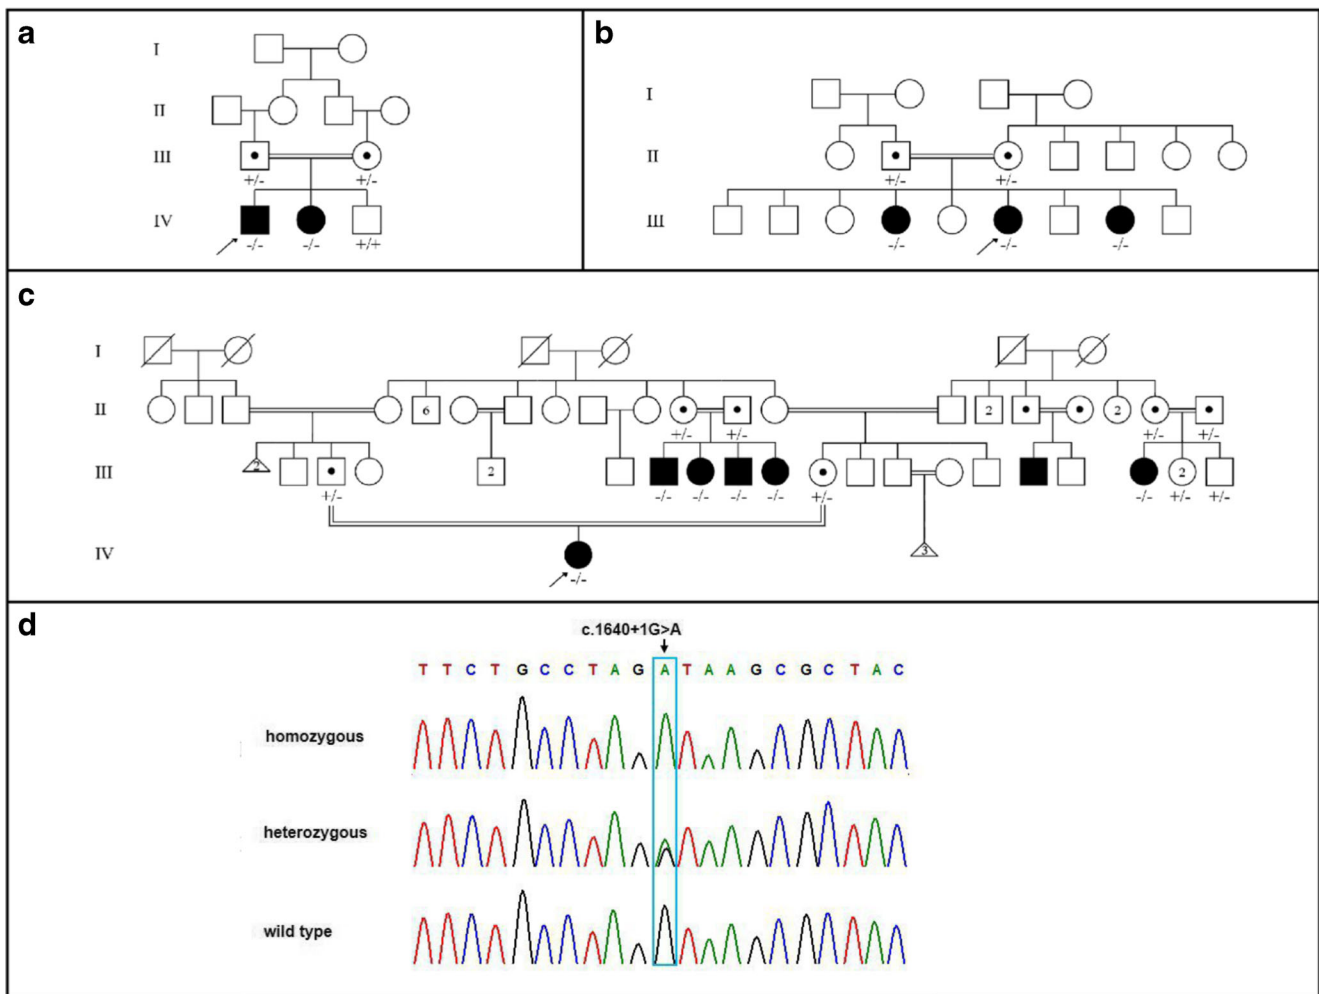 a
I
II
III
+/- +/-
IV
-/- -/- +/+
b
I
II
+/- +/-
III
-/- -/- -/-
c
I
II
6 2 2
+/- +/- +/- +/-
III
2 2 2
+/- -/- -/- -/- -/- +/- -/- +/- +/-
IV
3
-/-
d
c.1640+1G>A
T T C T G C C T A G A T A A G C G C T A C
homozygous
heterozygous
wild type